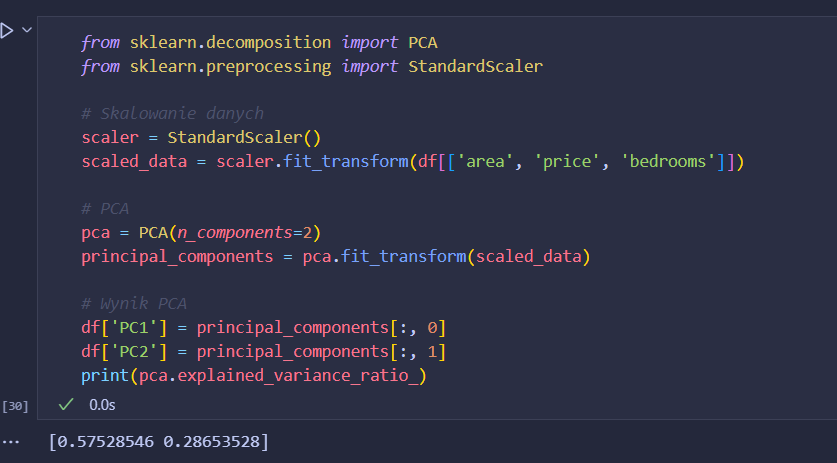 from sklearn.decomposition import PCA
from sklearn.preprocessing import StandardScaler
# Skalowanie danych
scaler = StandardScaler()
scaled_data = scaler.fit_transform(df[['area', 'price', 'bedrooms']])
# PCA
pca = PCA(n_components=2)
principal_components = pca.fit_transform(scaled_data)
# Wynik PCA
df['PC1'] = principal_components[:, 0]
df['PC2'] = principal_components[:, 1]
print(pca.explained_variance_ratio_)
[30] 0.0s
... [0.57528546 0.28653528]